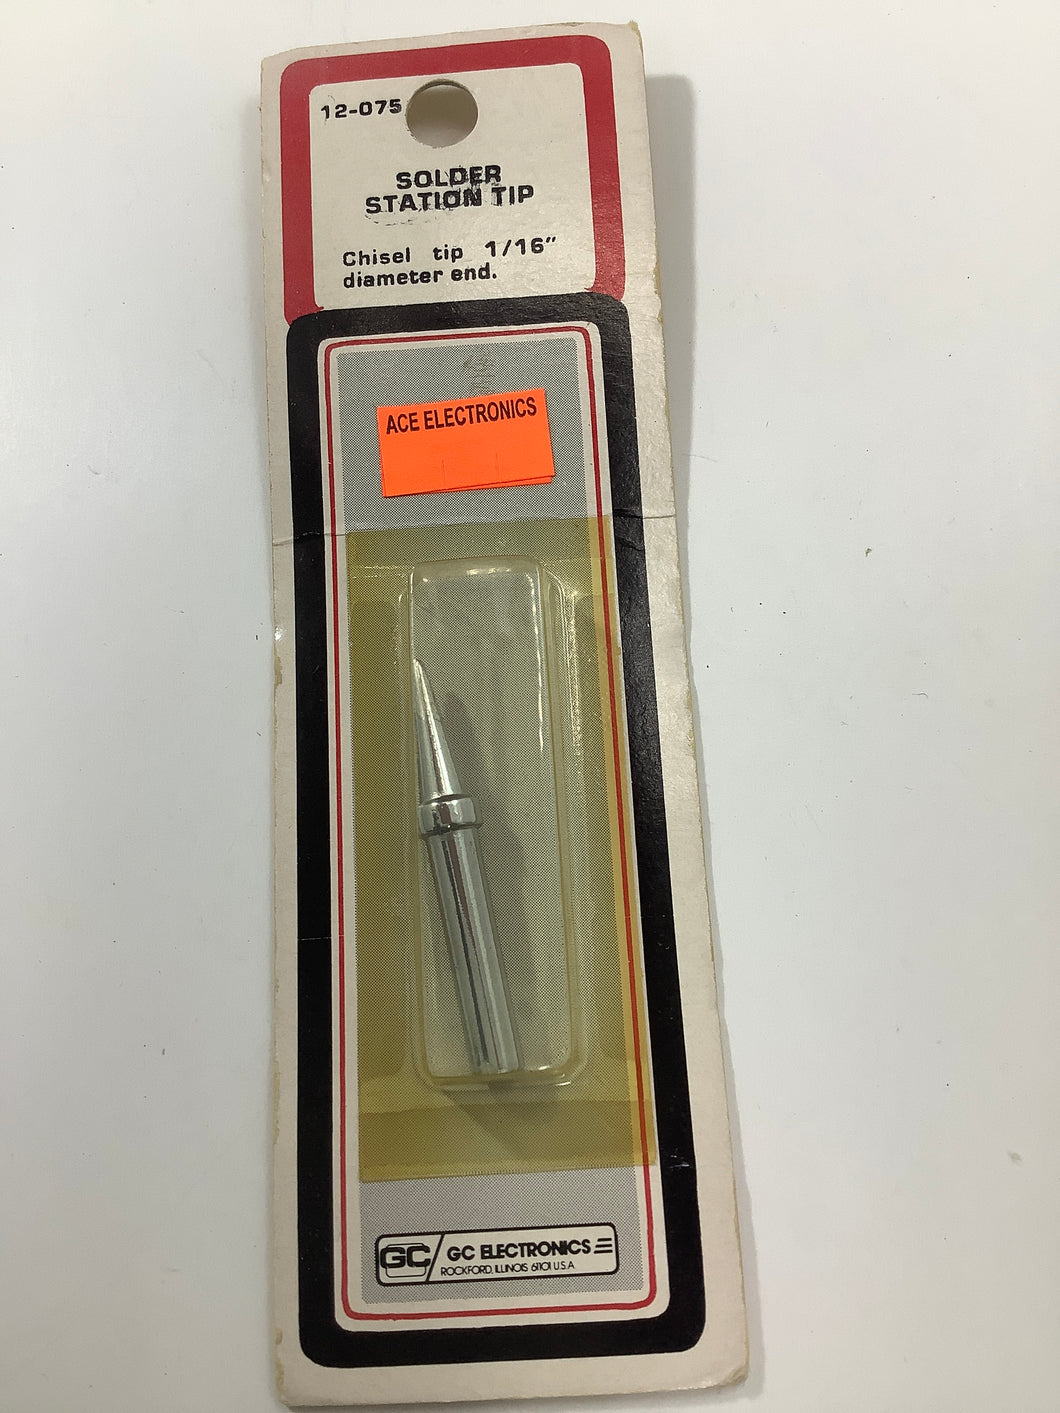 12-075
SOLDER
STATION TIP
Chisel tip 1/16"
diameter end.
ACE ELECTRONICS
GC GC ELECTRONICS
ROCKFORD, ILLINOIS 61101 U.S.A